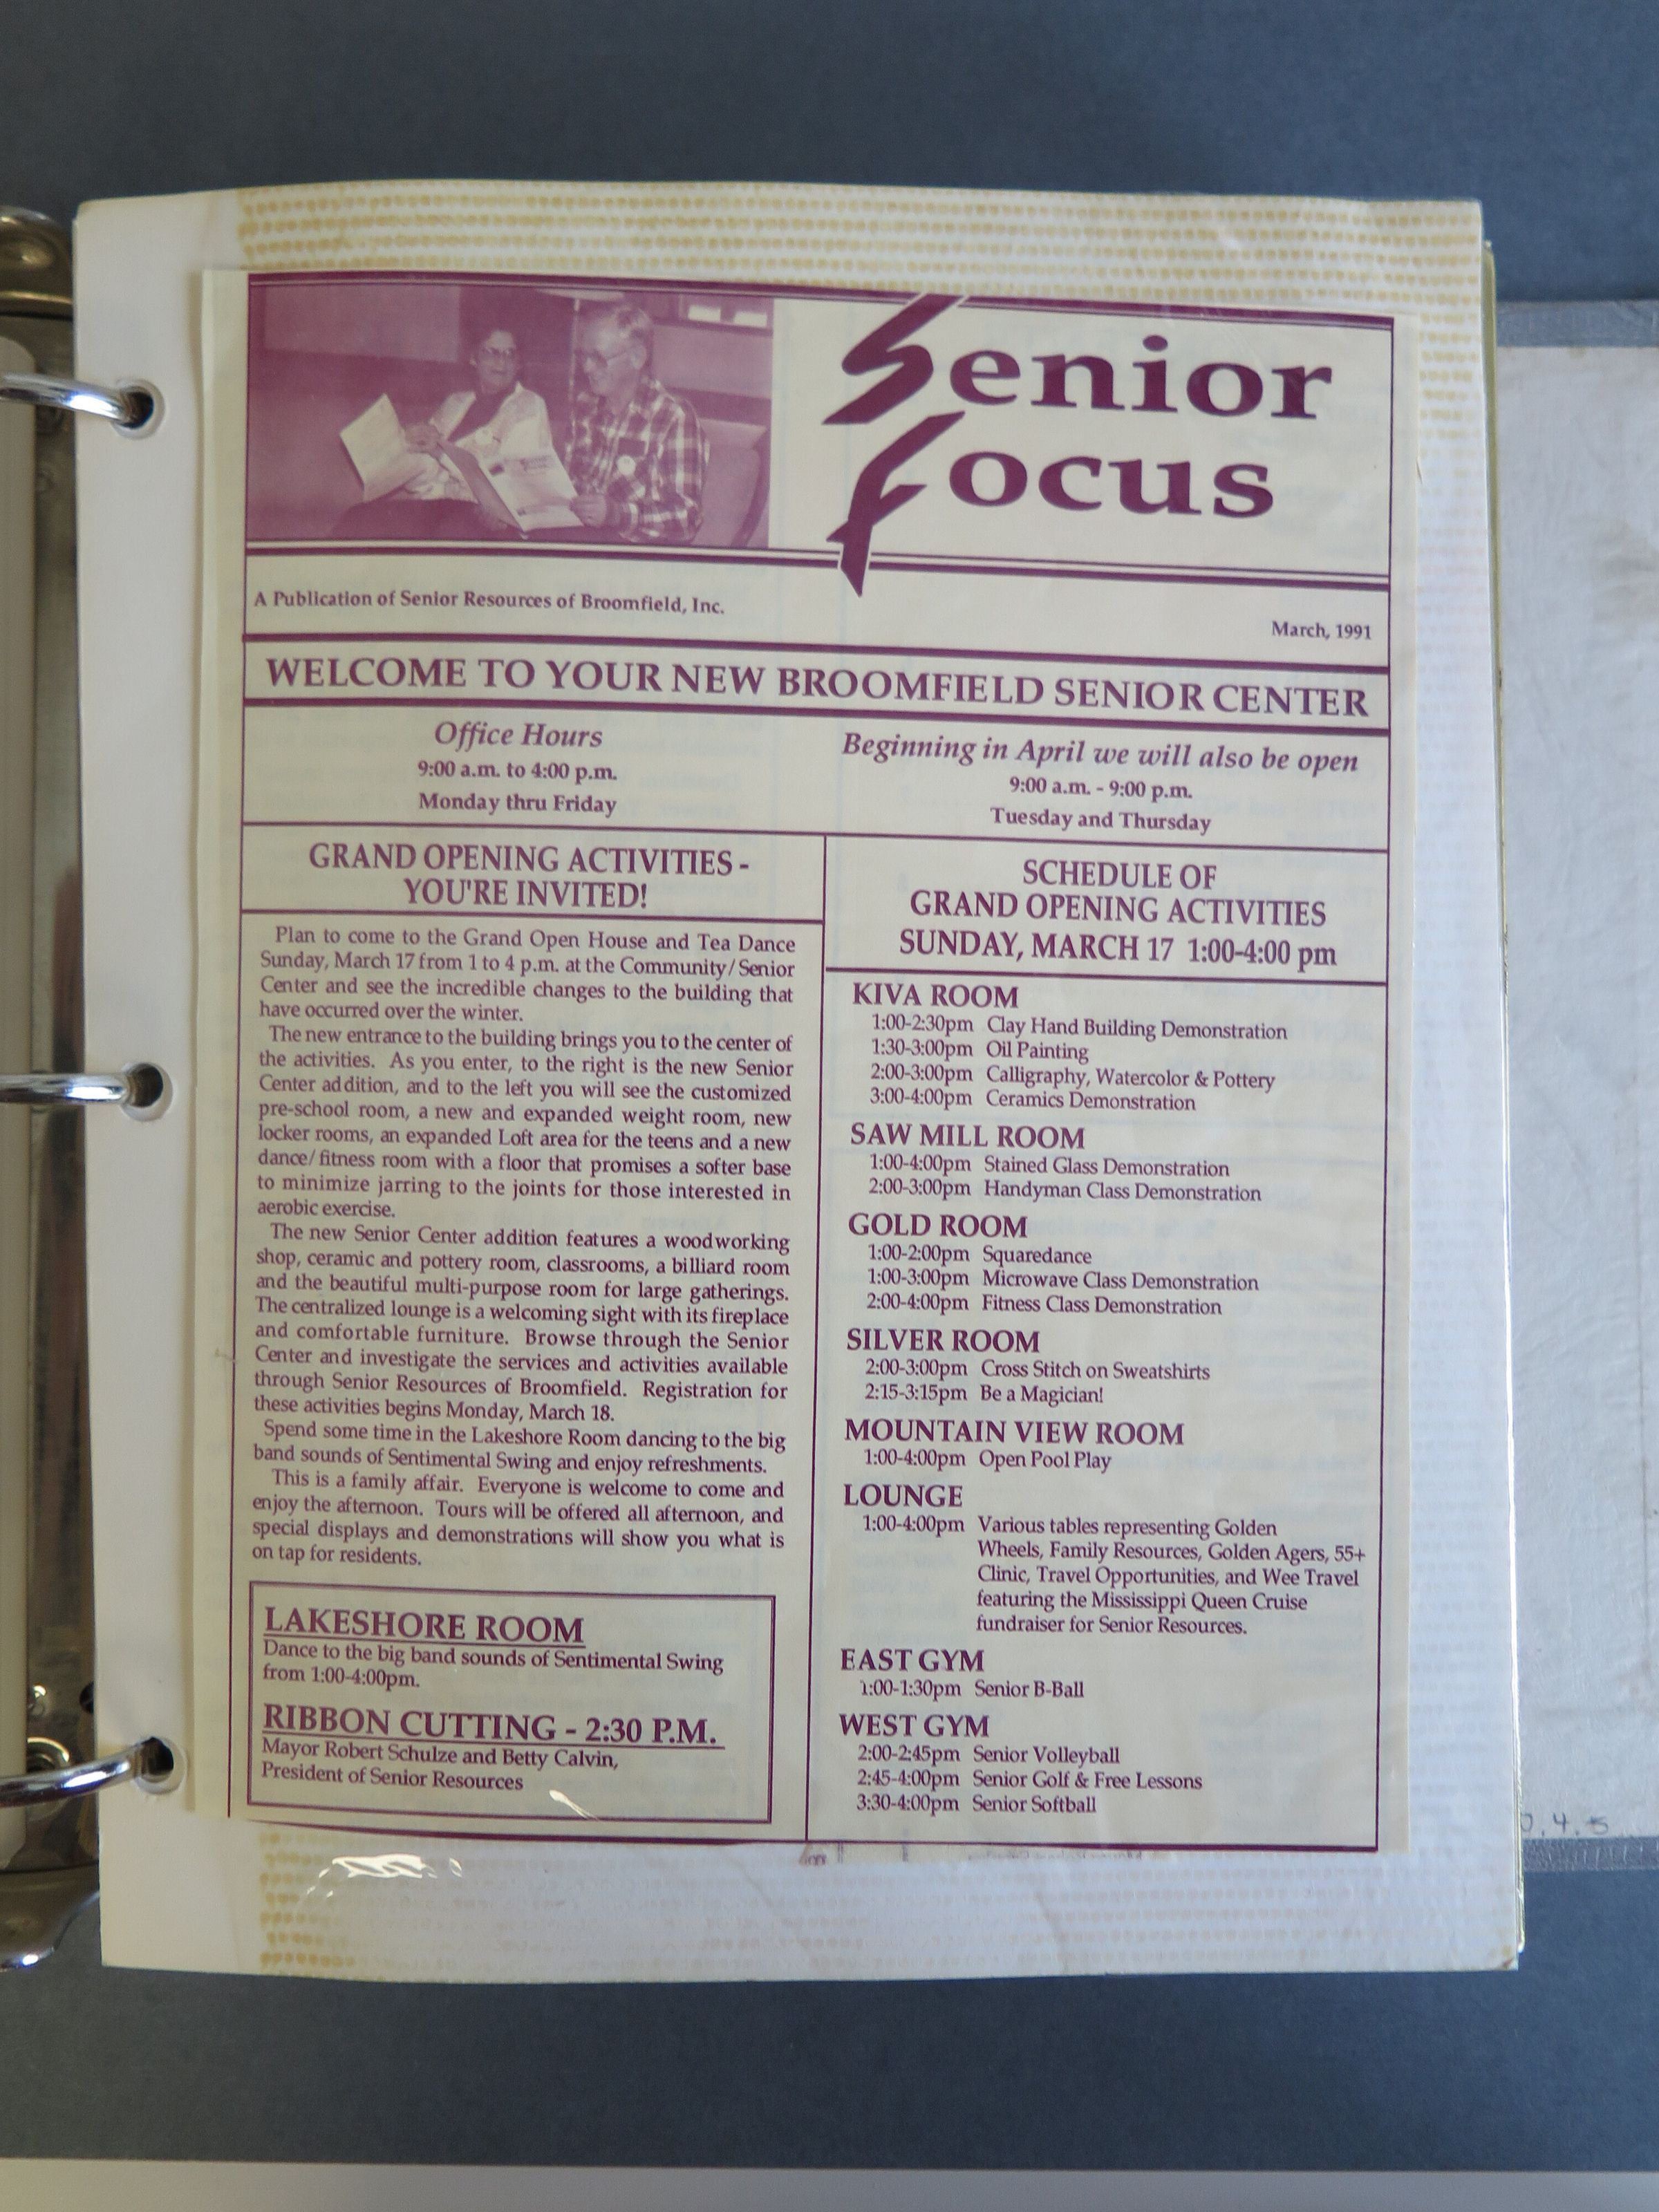 Senior
Focus
A Publication of Senior Resources of Broomfield, Inc.
March, 1991
WELCOME TO YOUR NEW BROOMFIELD SENIOR CENTER
Office Hours
9:00 a.m. to 4:00 p.m.
Monday thru Friday
Beginning in April we will also be open
9:00 a.m. - 9:00 p.m.
Tuesday and Thursday
GRAND OPENING ACTIVITIES -
YOU'RE INVITED!
Plan to come to the Grand Open House and Tea Dance
Sunday, March 17 from 1 to 4 p.m. at the Community/Senior
Center and see the incredible changes to the building that
have occurred over the winter.
The new entrance to the building brings you to the center of
the activities. As you enter, to the right is the new Senior
Center addition, and to the left you will see the customized
pre-school room, a new and expanded weight room, new
locker rooms, an expanded Loft area for the teens and a new
dance/fitness room with a floor that promises a softer base
to minimize jarring to the joints for those interested in
aerobic exercise.
The new Senior Center addition features a woodworking
shop, ceramic and pottery room, classrooms, a billiard room
and the beautiful multi-purpose room for large gatherings.
The centralized lounge is a welcoming sight with its fireplace
and comfortable furniture. Browse through the Senior
Center and investigate the services and activities available
through Senior Resources of Broomfield. Registration for
these activities begins Monday, March 18.
Spend some time in the Lakeshore Room dancing to the big
band sounds of Sentimental Swing and enjoy refreshments.
This is a family affair. Everyone is welcome to come and
enjoy the afternoon. Tours will be offered all afternoon, and
special displays and demonstrations will show you what is
on tap for residents.
LAKESHORE ROOM
Dance to the big band sounds of Sentimental Swing
from 1:00-4:00pm.
RIBBON CUTTING - 2:30 P.M.
Mayor Robert Schulze and Betty Calvin,
President of Senior Resources
SCHEDULE OF
GRAND OPENING ACTIVITIES
SUNDAY, MARCH 17 1:00-4:00 pm
KIVA ROOM
1:00-2:30pm Clay Hand Building Demonstration
1:30-3:00pm Oil Painting
2:00-3:00pm Calligraphy, Watercolor & Pottery
3:00-4:00pm Ceramics Demonstration
SAW MILL ROOM
1:00-4:00pm Stained Glass Demonstration
2:00-3:00pm Handyman Class Demonstration
GOLD ROOM
1:00-2:00pm Squaredance
1:00-3:00pm Microwave Class Demonstration
2:00-4:00pm Fitness Class Demonstration
SILVER ROOM
2:00-3:00pm Cross Stitch on Sweatshirts
2:15-3:15pm Be a Magician!
MOUNTAIN VIEW ROOM
1:00-4:00pm Open Pool Play
LOUNGE
1:00-4:00pm Various tables representing Golden
Wheels, Family Resources, Golden Agers, 55+
Clinic, Travel Opportunities, and Wee Travel
featuring the Mississippi Queen Cruise
fundraiser for Senior Resources.
EAST GYM
1:00-1:30pm Senior B-Ball
WEST GYM
2:00-2:45pm Senior Volleyball
2:45-4:00pm Senior Golf & Free Lessons
3:30-4:00pm Senior Softball